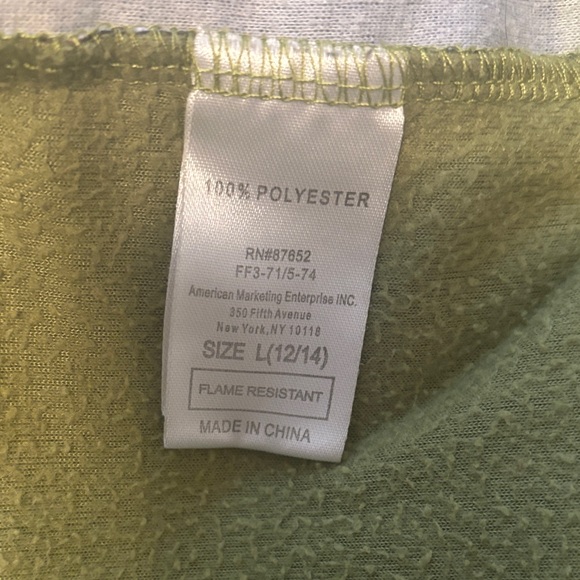 100% POLYESTER
RN#87652
FF3-71/5-74
American Marketing Enterprise INC.
350 Fifth Avenue
New York,NY 10118
SIZE L(12/14)
FLAME RESISTANT
MADE IN CHINA